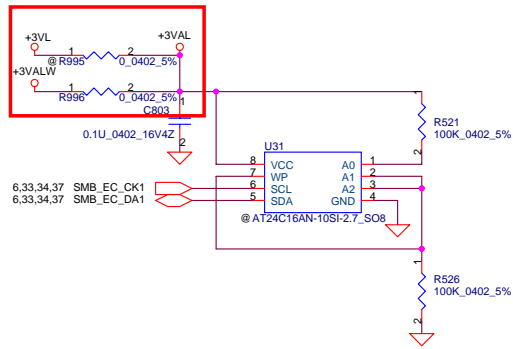 +3VL +3VAL
1 2
@ R995 0_0402_5%
+3VALW
1 2
R996 0_0402_5%
1
C803
0.1U_0402_16V4Z
2
1
R521
100K_0402_5%
2
U31
8 VCC A0 1
7 WP A1 2
6,33,34,37 SMB_EC_CK1 6 SCL A2 3
6,33,34,37 SMB_EC_DA1 5 SDA GND 4
@ AT24C16AN-10SI-2.7_SO8
1
R526
100K_0402_5%
2